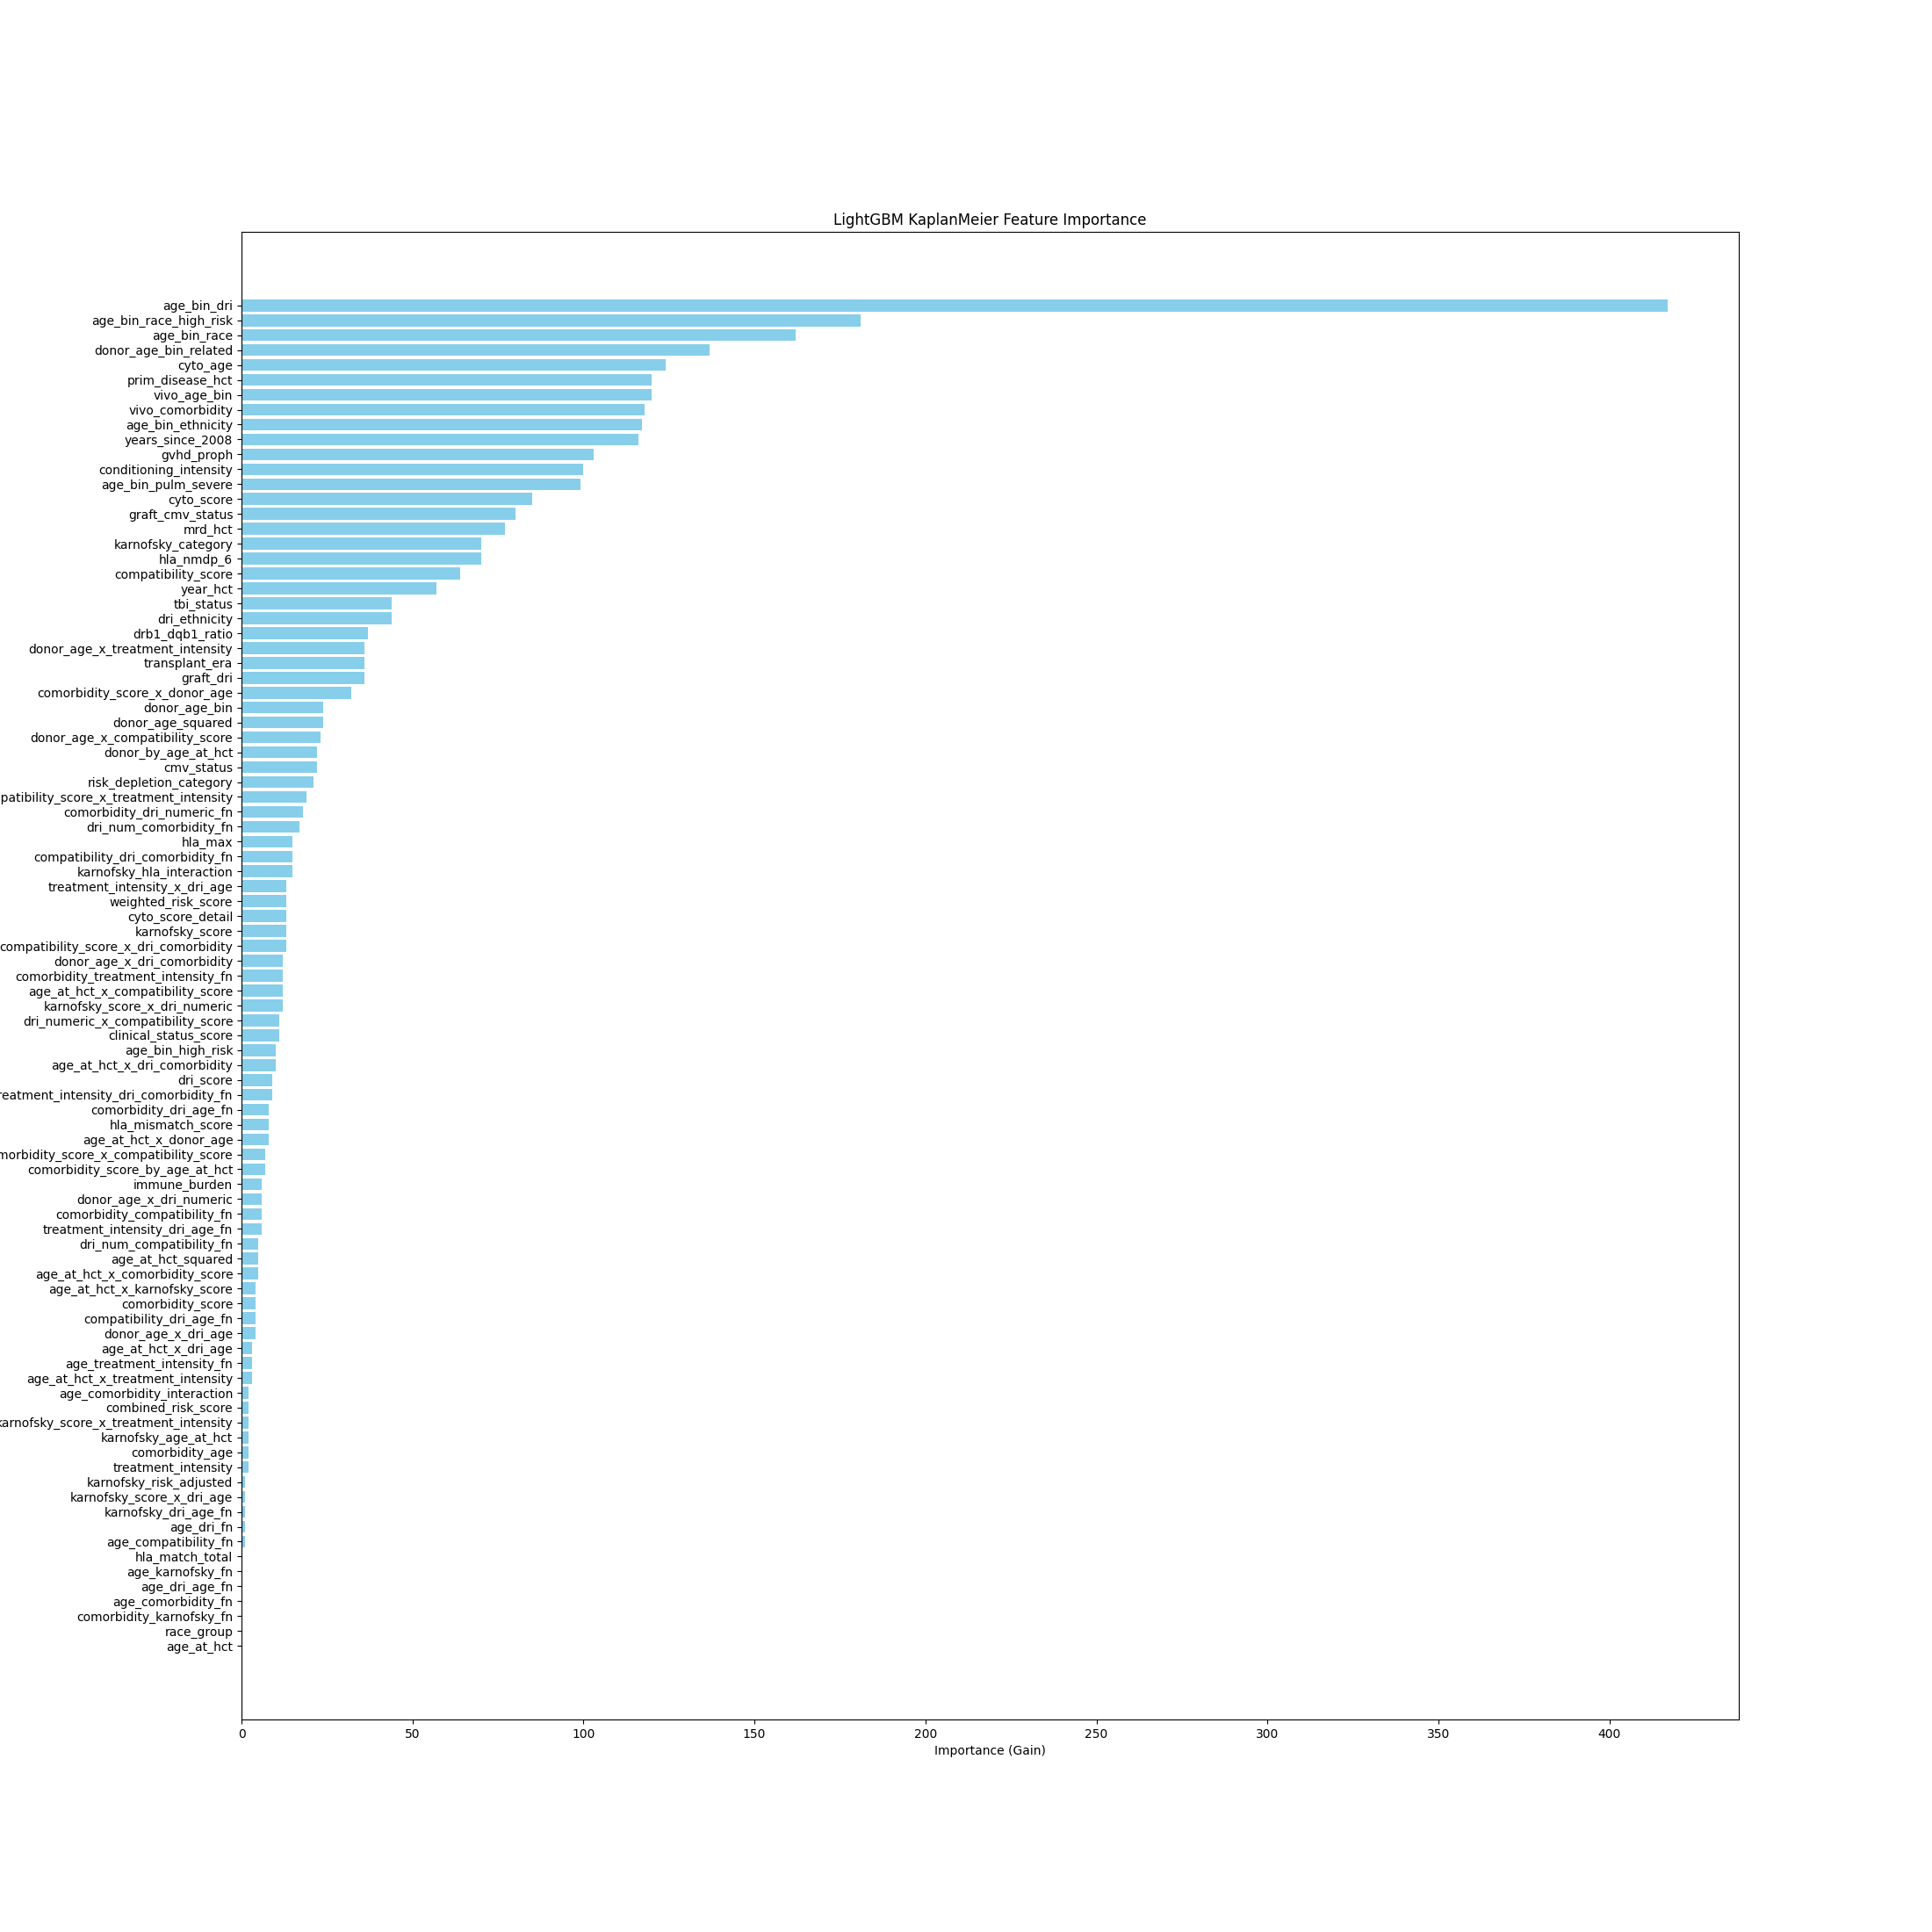 LightGBM KaplanMeier Feature Importance
age_bin_dri
age_bin_race_high_risk
age_bin_race
donor_age_bin_related
cyto_age
prim_disease_hct
vivo_age_bin
vivo_comorbidity
age_bin_ethnicity
years_since_2008
gvhd_proph
conditioning_intensity
age_bin_pulm_severe
cyto_score
graft_cmv_status
mrd_hct
karnofsky_category
hla_nmdp_6
compatibility_score
year_hct
tbi_status
dri_ethnicity
drb1_dqb1_ratio
donor_age_x_treatment_intensity
transplant_era
graft_dri
comorbidity_score_x_donor_age
donor_age_bin
donor_age_squared
donor_age_x_compatibility_score
donor_by_age_at_hct
cmv_status
risk_depletion_category
patibility_score_x_treatment_intensity
comorbidity_dri_numeric_fn
dri_num_comorbidity_fn
hla_max
compatibility_dri_comorbidity_fn
karnofsky_hla_interaction
treatment_intensity_x_dri_age
weighted_risk_score
cyto_score_detail
karnofsky_score
compatibility_score_x_dri_comorbidity
donor_age_x_dri_comorbidity
comorbidity_treatment_intensity_fn
age_at_hct_x_compatibility_score
karnofsky_score_x_dri_numeric
dri_numeric_x_compatibility_score
clinical_status_score
age_bin_high_risk
age_at_hct_x_dri_comorbidity
dri_score
reatment_intensity_dri_comorbidity_fn
comorbidity_dri_age_fn
hla_mismatch_score
age_at_hct_x_donor_age
morbidity_score_x_compatibility_score
comorbidity_score_by_age_at_hct
immune_burden
donor_age_x_dri_numeric
comorbidity_compatibility_fn
treatment_intensity_dri_age_fn
dri_num_compatibility_fn
age_at_hct_squared
age_at_hct_x_comorbidity_score
age_at_hct_x_karnofsky_score
comorbidity_score
compatibility_dri_age_fn
donor_age_x_dri_age
age_at_hct_x_dri_age
age_treatment_intensity_fn
age_at_hct_x_treatment_intensity
age_comorbidity_interaction
combined_risk_score
karnofsky_score_x_treatment_intensity
karnofsky_age_at_hct
comorbidity_age
treatment_intensity
karnofsky_risk_adjusted
karnofsky_score_x_dri_age
karnofsky_dri_age_fn
age_dri_fn
age_compatibility_fn
hla_match_total
age_karnofsky_fn
age_dri_age_fn
age_comorbidity_fn
comorbidity_karnofsky_fn
race_group
age_at_hct
0 50 100 150 200 250 300 350 400
Importance (Gain)